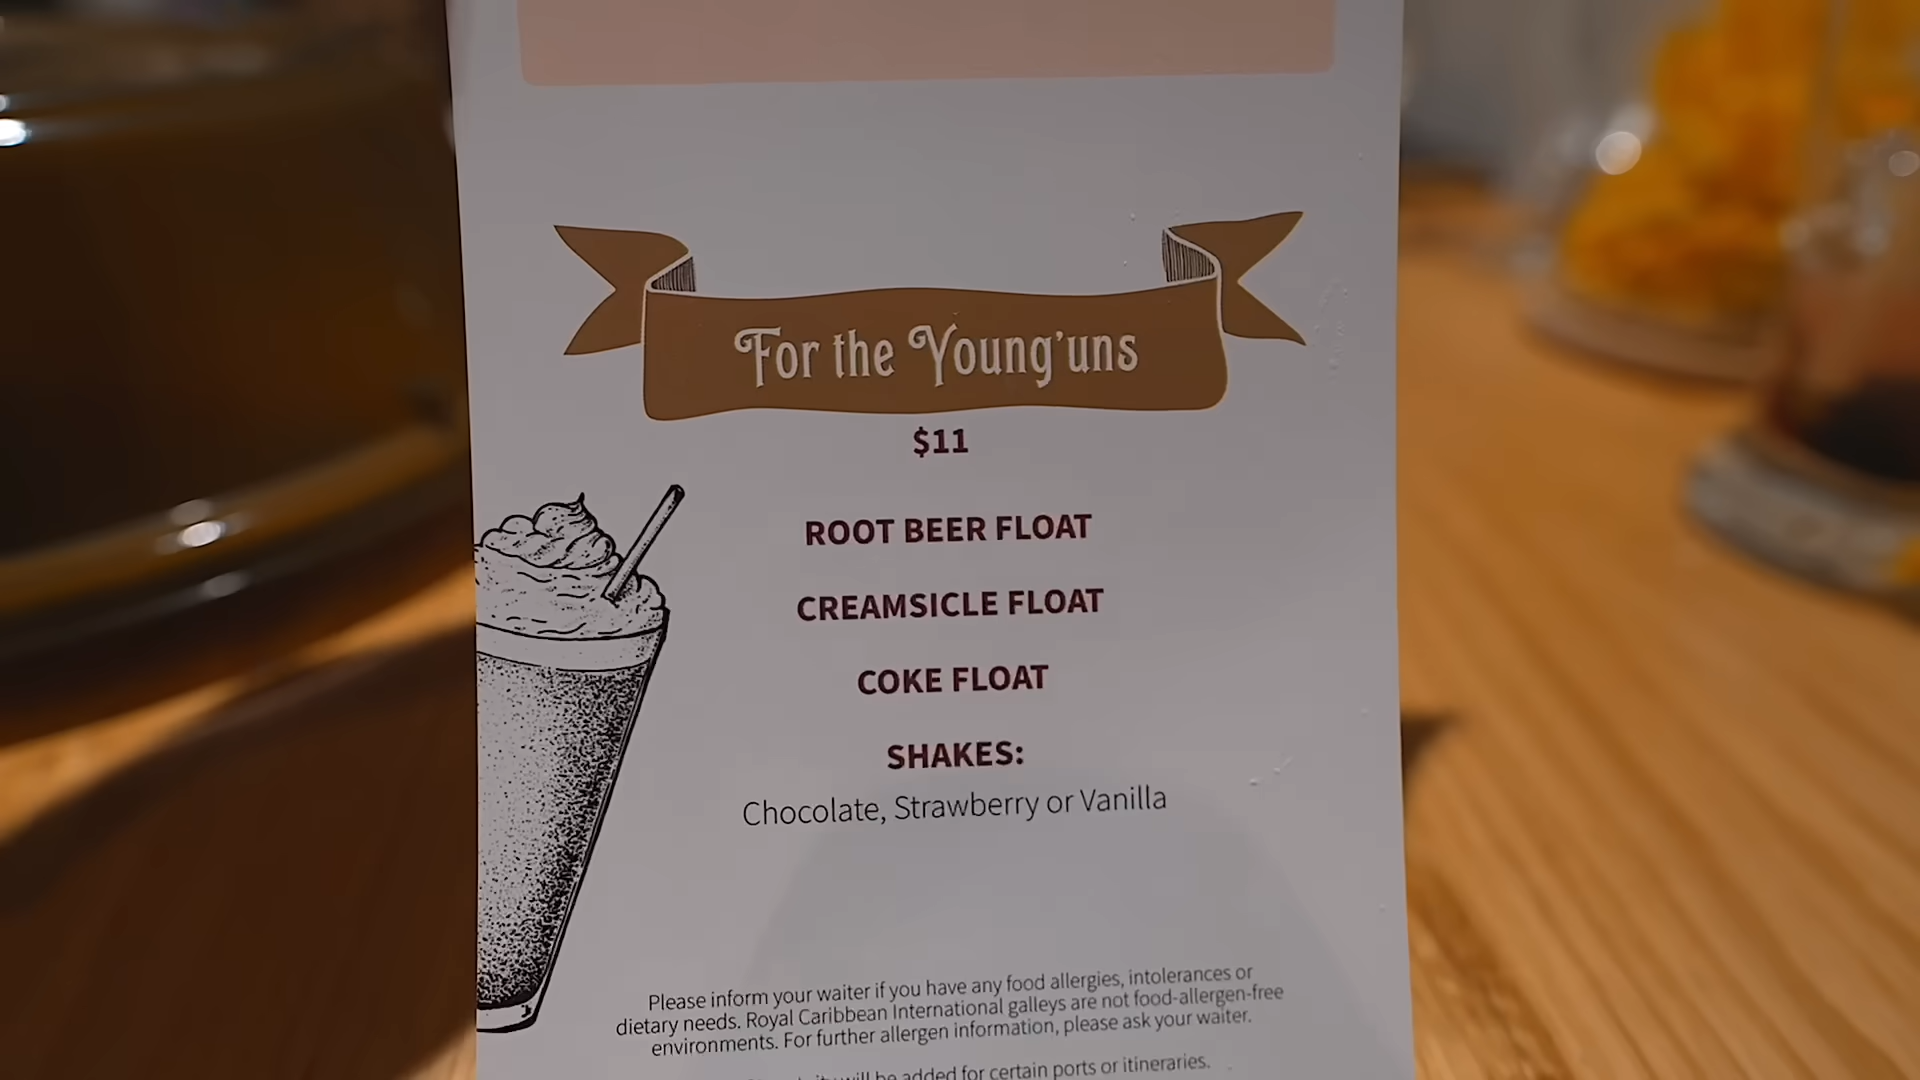 For the Young'uns
$11
ROOT BEER FLOAT
CREAMSICLE FLOAT
COKE FLOAT
SHAKES:
Chocolate, Strawberry or Vanilla
Please inform your waiter if you have any food allergies, intolerances or
dietary needs. Royal Caribbean International galleys are not food-allergen-free
environments. For further allergen information, please ask your waiter.
will be added for certain ports or itineraries.